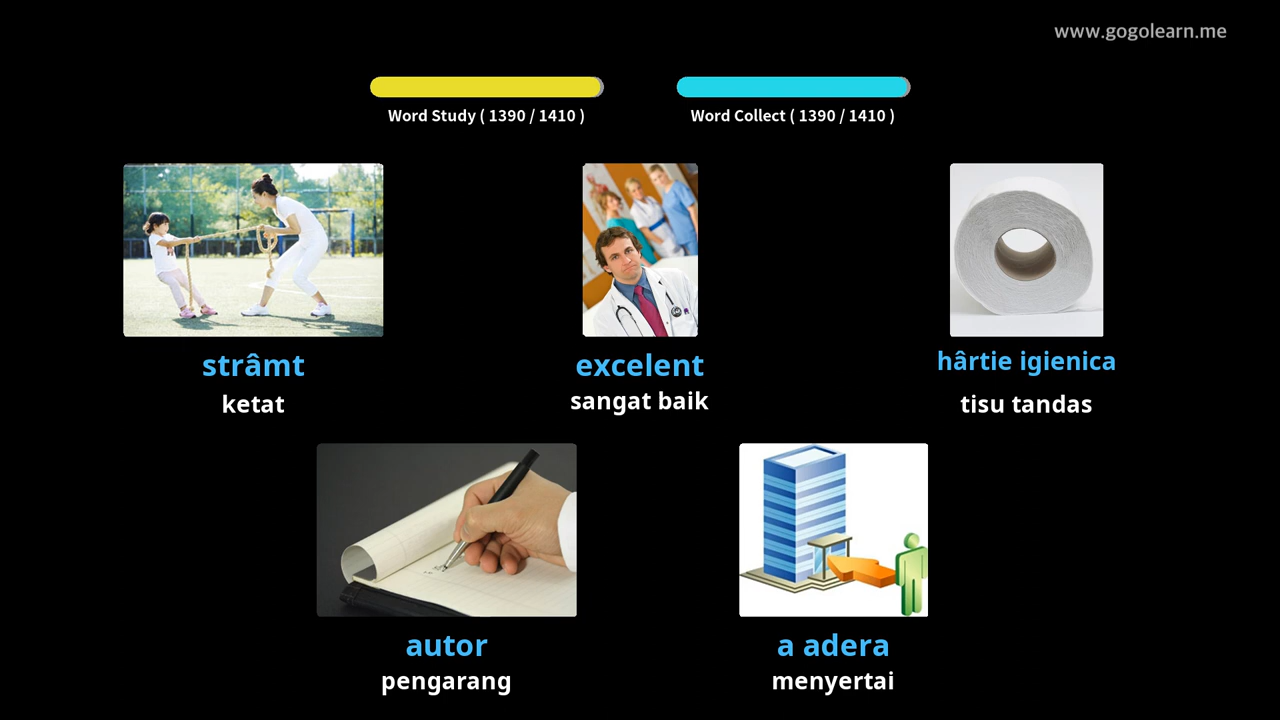 www.gogolearn.me
Word Study ( 1390 / 1410 )
Word Collect ( 1390 / 1410 )
strâmt
ketat
excelent
sangat baik
hârtie igienica
tisu tandas
autor
pengarang
a adera
menyertai